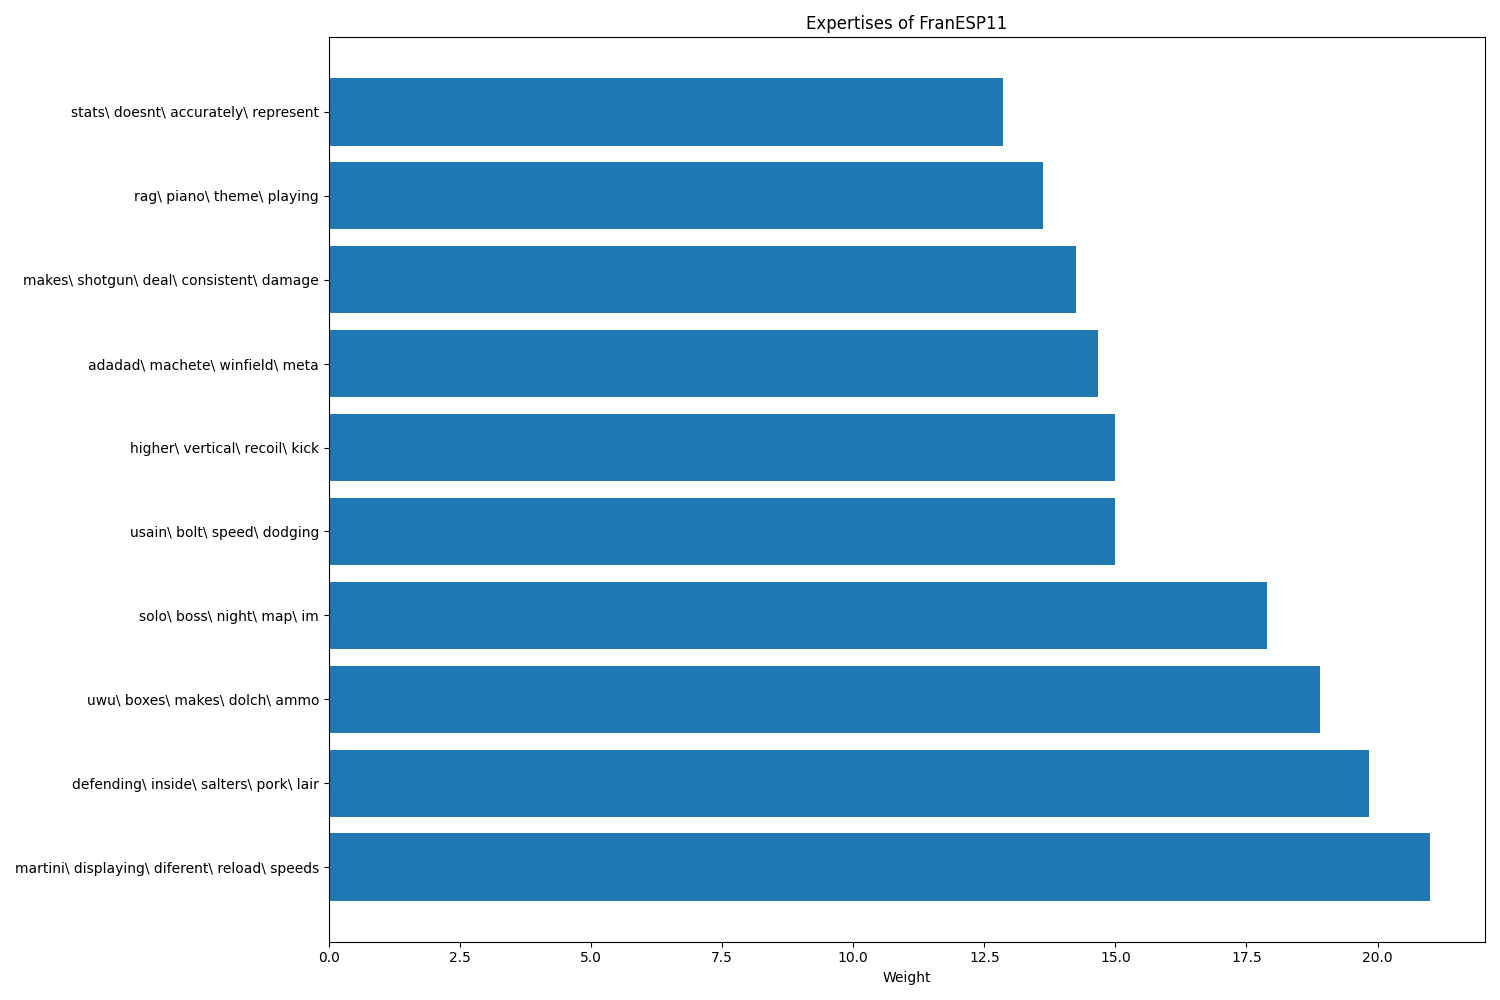 Expertises of FranESP11
stats\ doesnt\ accurately\ represent
rag\ piano\ theme\ playing
makes\ shotgun\ deal\ consistent\ damage
adadad\ machete\ winfield\ meta
higher\ vertical\ recoil\ kick
usain\ bolt\ speed\ dodging
solo\ boss\ night\ map\ im
uwu\ boxes\ makes\ dolch\ ammo
defending\ inside\ salters\ pork\ lair
martini\ displaying\ diferent\ reload\ speeds
0.0 2.5 5.0 7.5 10.0 12.5 15.0 17.5 20.0
Weight